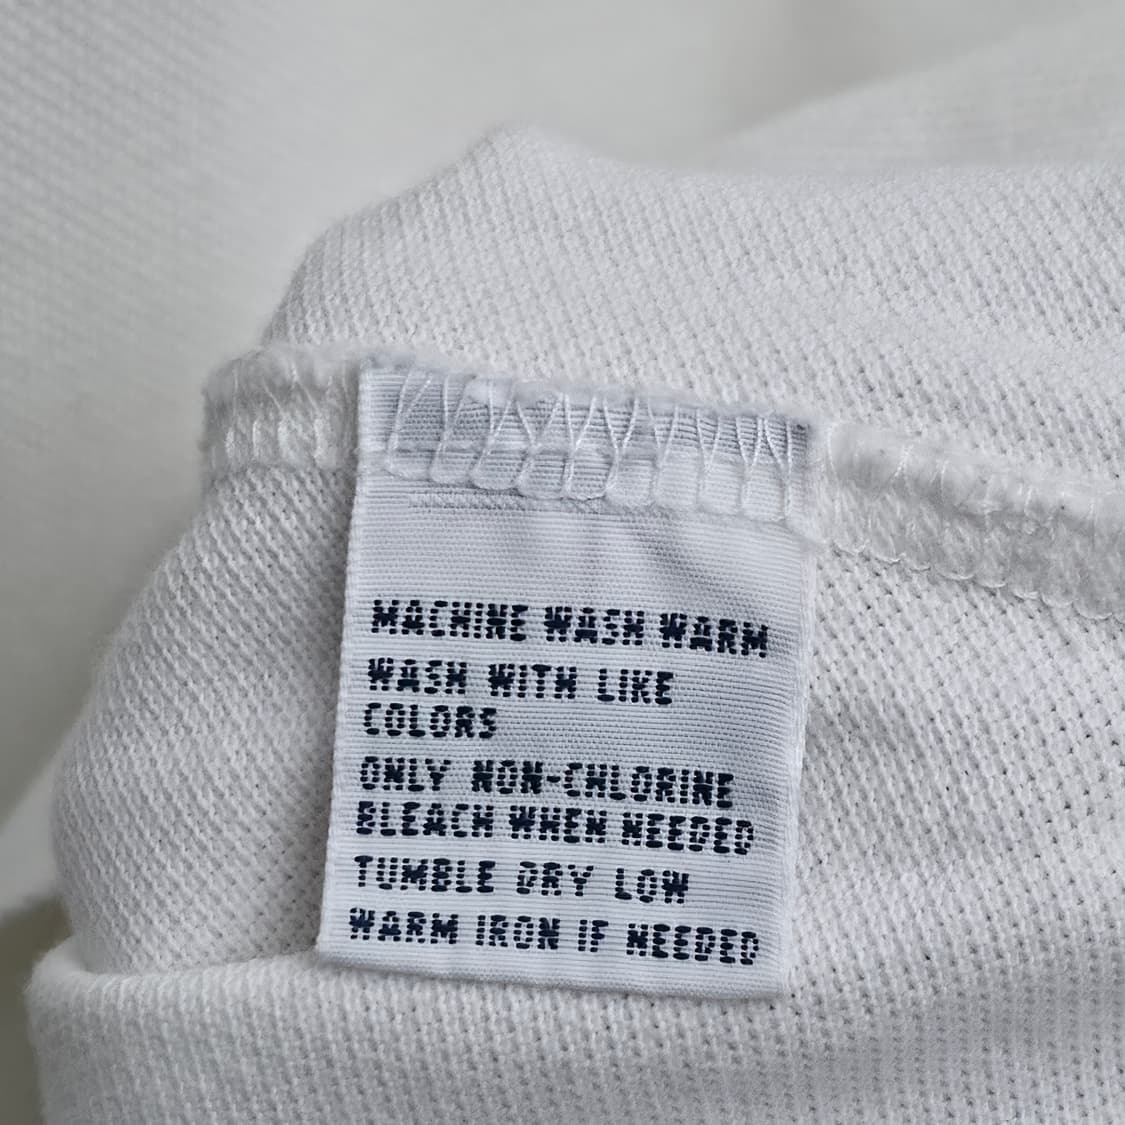 MACHINE WASH WARM
WASH WITH LIKE
COLORS
ONLY NON-CHLORINE
BLEACH WHEN NEEDED
TUMBLE DRY LOW
WARM IRON IF NEEDED